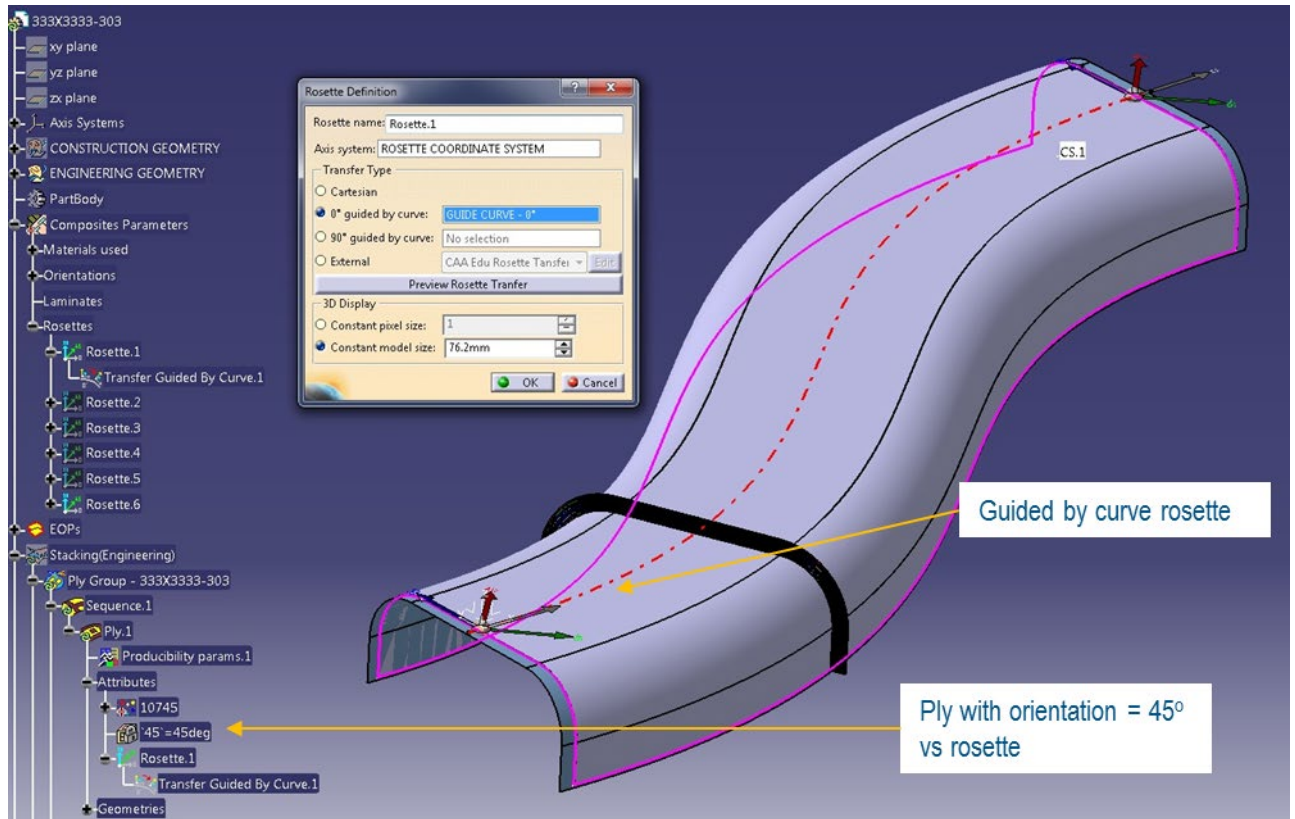 333X3333-303
xy plane
yz plane
zx plane
Axis Systems
CONSTRUCTION GEOMETRY
ENGINEERING GEOMETRY
PartBody
Composites Parameters
Materials used
Orientations
Laminates
Rosettes
Rosette.1
Transfer Guided By Curve.1
Rosette.2
Rosette.3
Rosette.4
Rosette.5
Rosette.6
EOPs
Stacking(Engineering)
Ply Group - 333X3333-303
Sequence.1
Ply.1
Producibility params.1
Attributes
10745
`45`=45deg
Rosette.1
Transfer Guided By Curve.1
Geometries
Rosette Definition
Rosette name: Rosette.1
Axis system: ROSETTE COORDINATE SYSTEM
Transfer Type
Cartesian
0° guided by curve: GUIDE CURVE - 0°
90° guided by curve: No selection
External CAA Edu Rosette Tansfer Edit
Preview Rosette Tranfer
3D Display
Constant pixel size: 1
Constant model size: 76.2mm
OK Cancel
CS.1
Guided by curve rosette
Ply with orientation = 45º
vs rosette